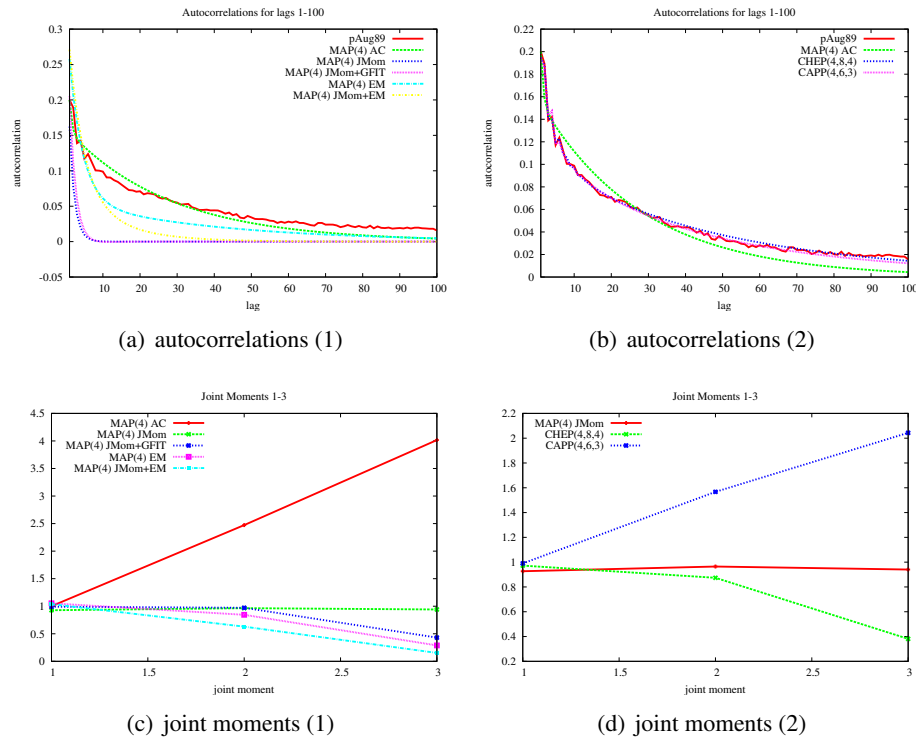 Autocorrelations for lags 1-100
pAug89
MAP(4) AC
MAP(4) JMom
MAP(4) JMom+GFIT
MAP(4) EM
MAP(4) JMom+EM
autocorrelation
0.3
0.25
0.2
0.15
0.1
0.05
0
-0.05
10 20 30 40 50 60 70 80 90 100
lag
(a) autocorrelations (1)
Autocorrelations for lags 1-100
pAug89
MAP(4) AC
CHEP(4,8,4)
CAPP(4,6,3)
autocorrelation
0.22
0.2
0.18
0.16
0.14
0.12
0.1
0.08
0.06
0.04
0.02
0
10 20 30 40 50 60 70 80 90 100
lag
(b) autocorrelations (2)
Joint Moments 1-3
MAP(4) AC
MAP(4) JMom
MAP(4) JMom+GFIT
MAP(4) EM
MAP(4) JMom+EM
4.5
4
3.5
3
2.5
2
1.5
1
0.5
0
1 1.5 2 2.5 3
joint moment
(c) joint moments (1)
Joint Moments 1-3
MAP(4) JMom
CHEP(4,8,4)
CAPP(4,6,3)
2.2
2
1.8
1.6
1.4
1.2
1
0.8
0.6
0.4
0.2
1 1.5 2 2.5 3
joint moment
(d) joint moments (2)